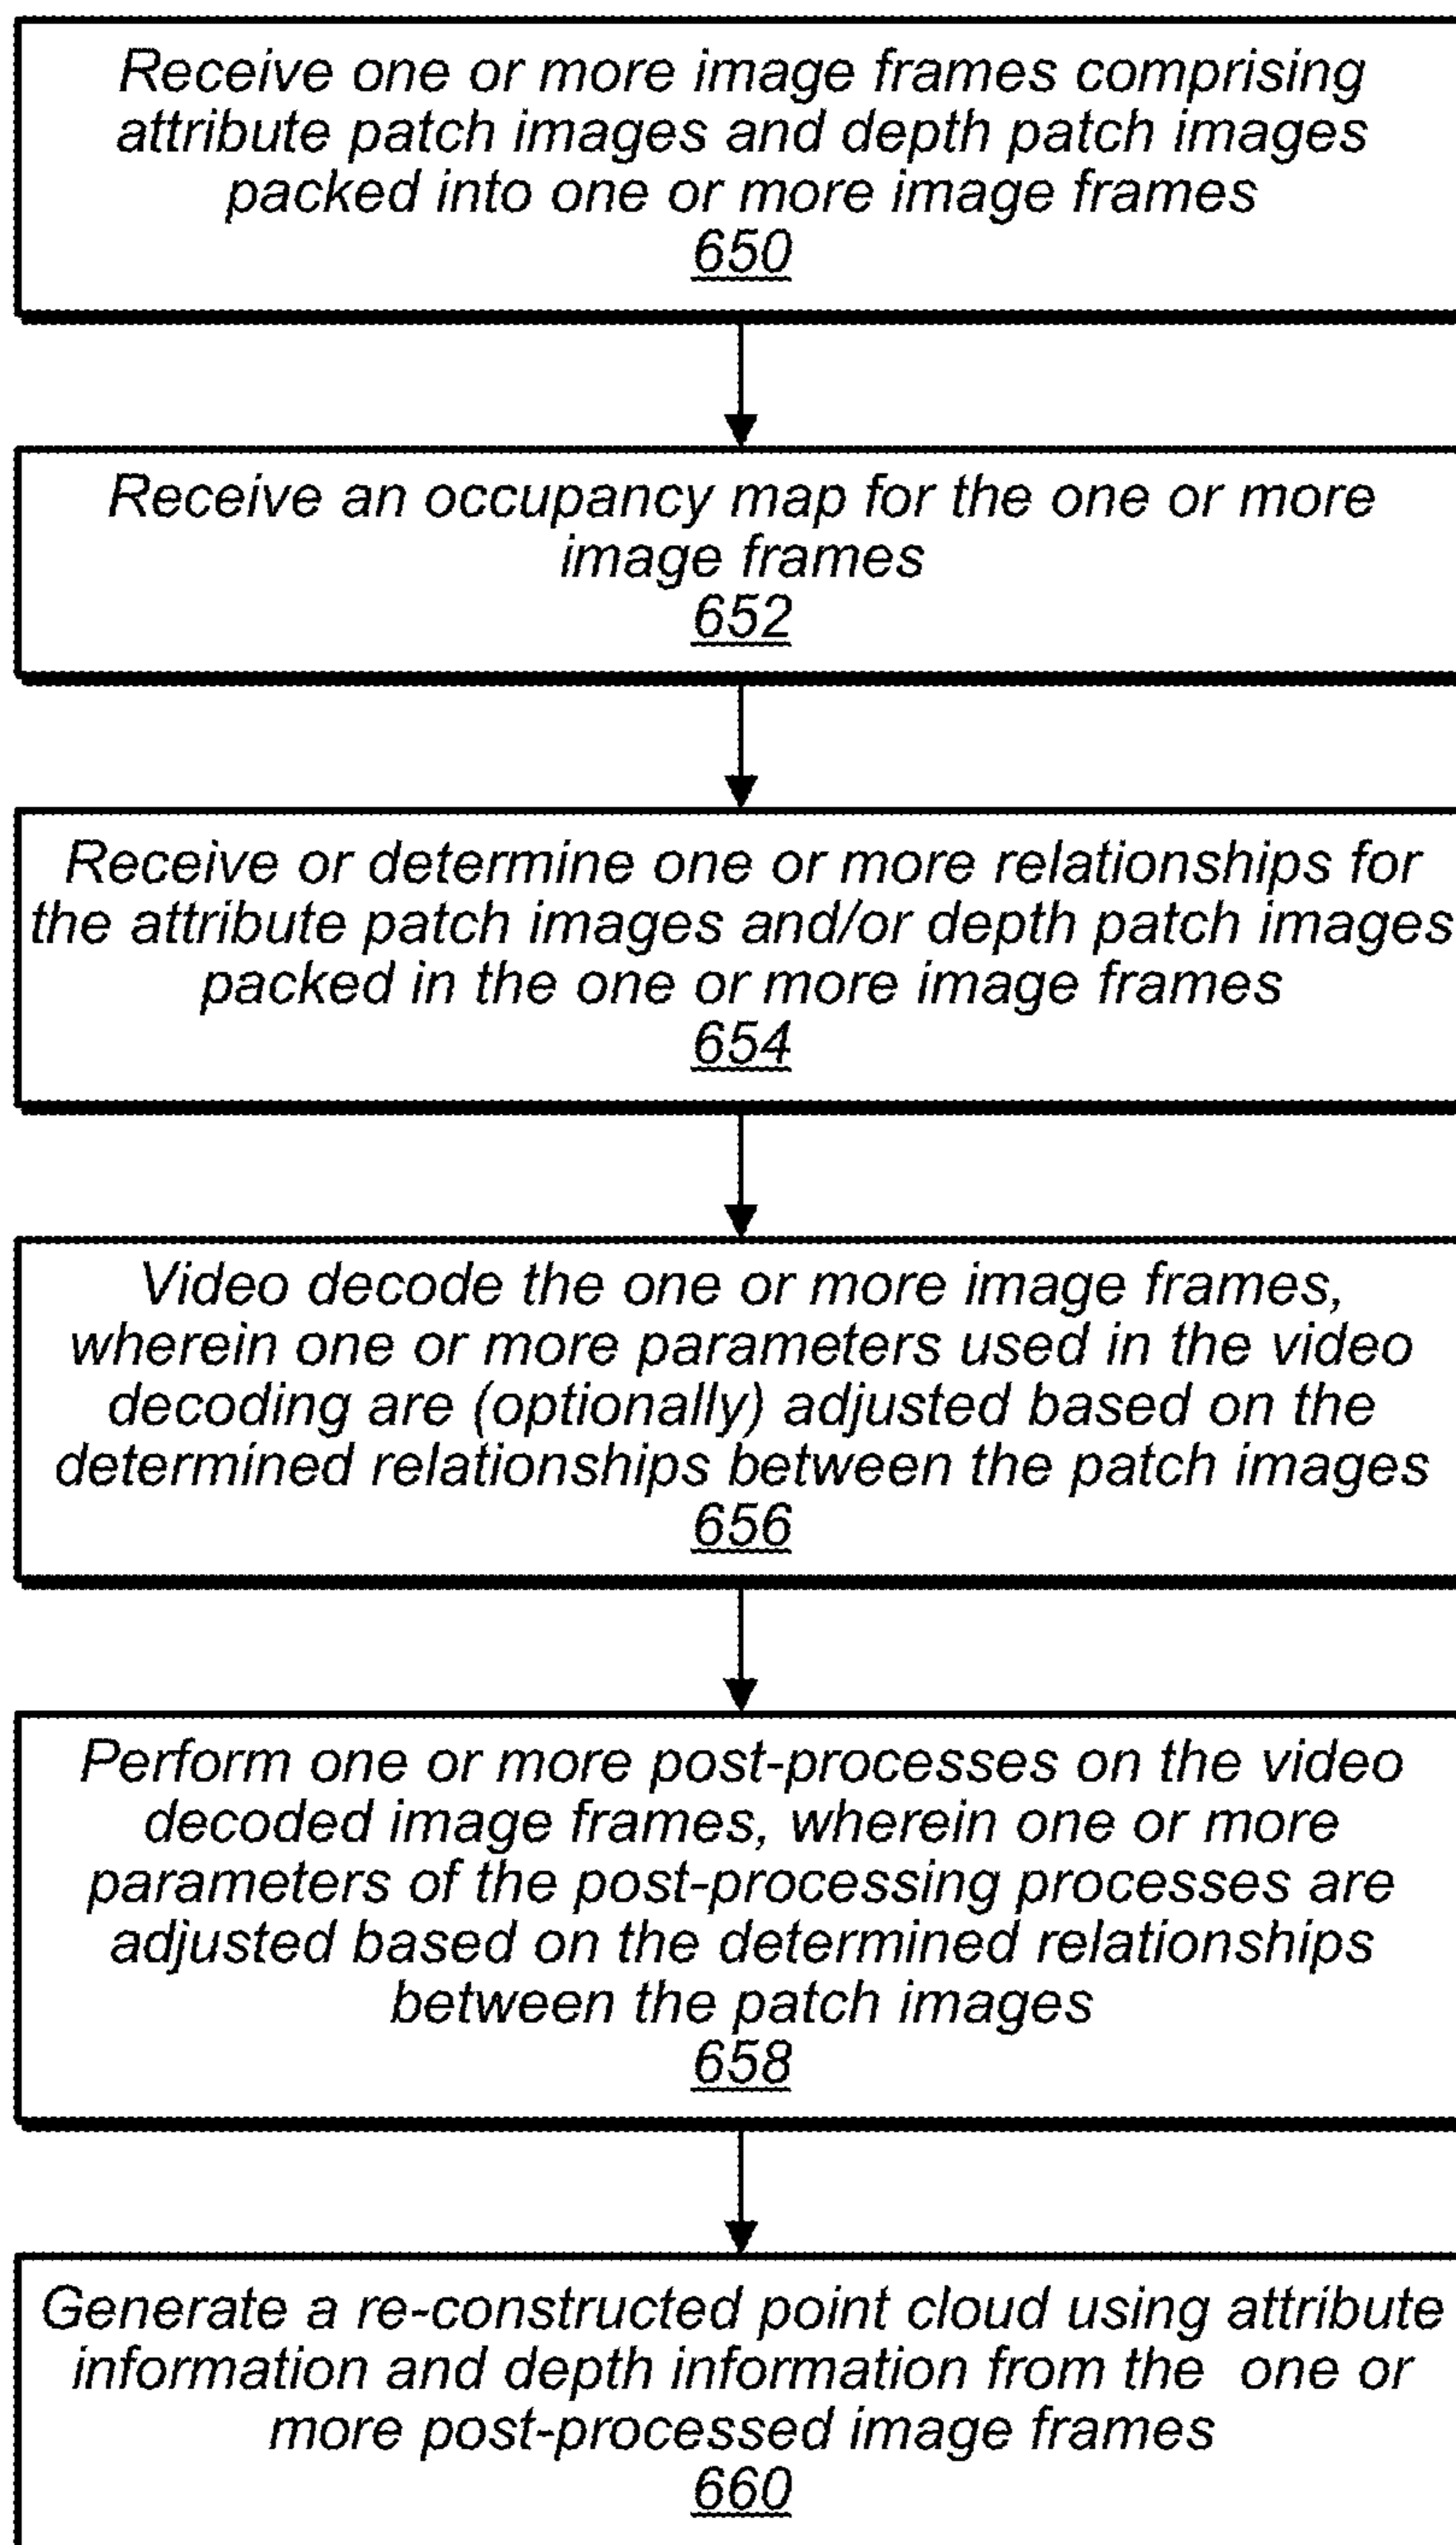 Receive one or more image frames comprising
attribute patch images and depth patch images
packed into one or more image frames
650
Receive an occupancy map for the one or more
image frames
652
Receive or determine one or more relationships for
the attribute patch images and/or depth patch images
packed in the one or more image frames
654
Video decode the one or more image frames,
wherein one or more parameters used in the video
decoding are (optionally) adjusted based on the
determined relationships between the patch images
656
Perform one or more post-processes on the video
decoded image frames, wherein one or more
parameters of the post-processing processes are
adjusted based on the determined relationships
between the patch images
658
Generate a re-constructed point cloud using attribute
information and depth information from the one or
more post-processed image frames
660